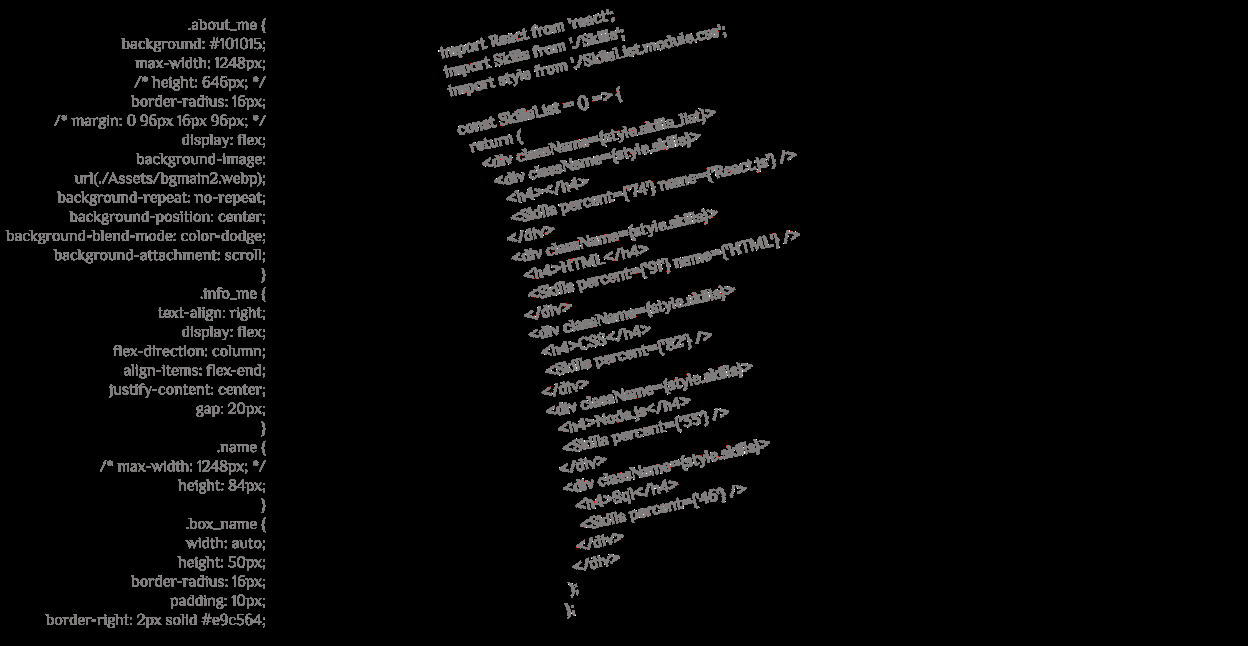 .about_me {
background: #101015;
max-width: 1248px;
/* height: 646px; */
border-radius: 16px;
/* margin: 0 96px 16px 96px; */
display: flex;
background-image:
url(./Assets/bgmain2.webp);
background-repeat: no-repeat;
background-position: center;
background-blend-mode: color-dodge;
background-attachment: scroll;
}
.info_me {
text-align: right;
display: flex;
flex-direction: column;
align-items: flex-end;
justify-content: center;
gap: 20px;
}
.name {
/* max-width: 1248px; */
height: 84px;
}
.box_name {
width: auto;
height: 50px;
border-radius: 16px;
padding: 10px;
border-right: 2px solid #e9c564;
import React from 'react';
import Skills from './Skills';
import style from './SkillsList.module.css';
const SkillsList = () => {
return (
<div className={style.skills_list}>
<div className={style.skills}>
<h4></h4>
<Skills percent={'74'} name={'React.js'} />
</div>
<div className={style.skills}>
<h4>HTML</h4>
<Skills percent={'91'} name={'HTML'} />
</div>
<div className={style.skills}>
<h4>CSS</h4>
<Skills percent={'82'} />
</div>
<div className={style.skills}>
<h4>Node.js</h4>
<Skills percent={'55'} />
</div>
<div className={style.skills}>
<h4>Sql</h4>
<Skills percent={'46'} />
</div>
</div>
);
};